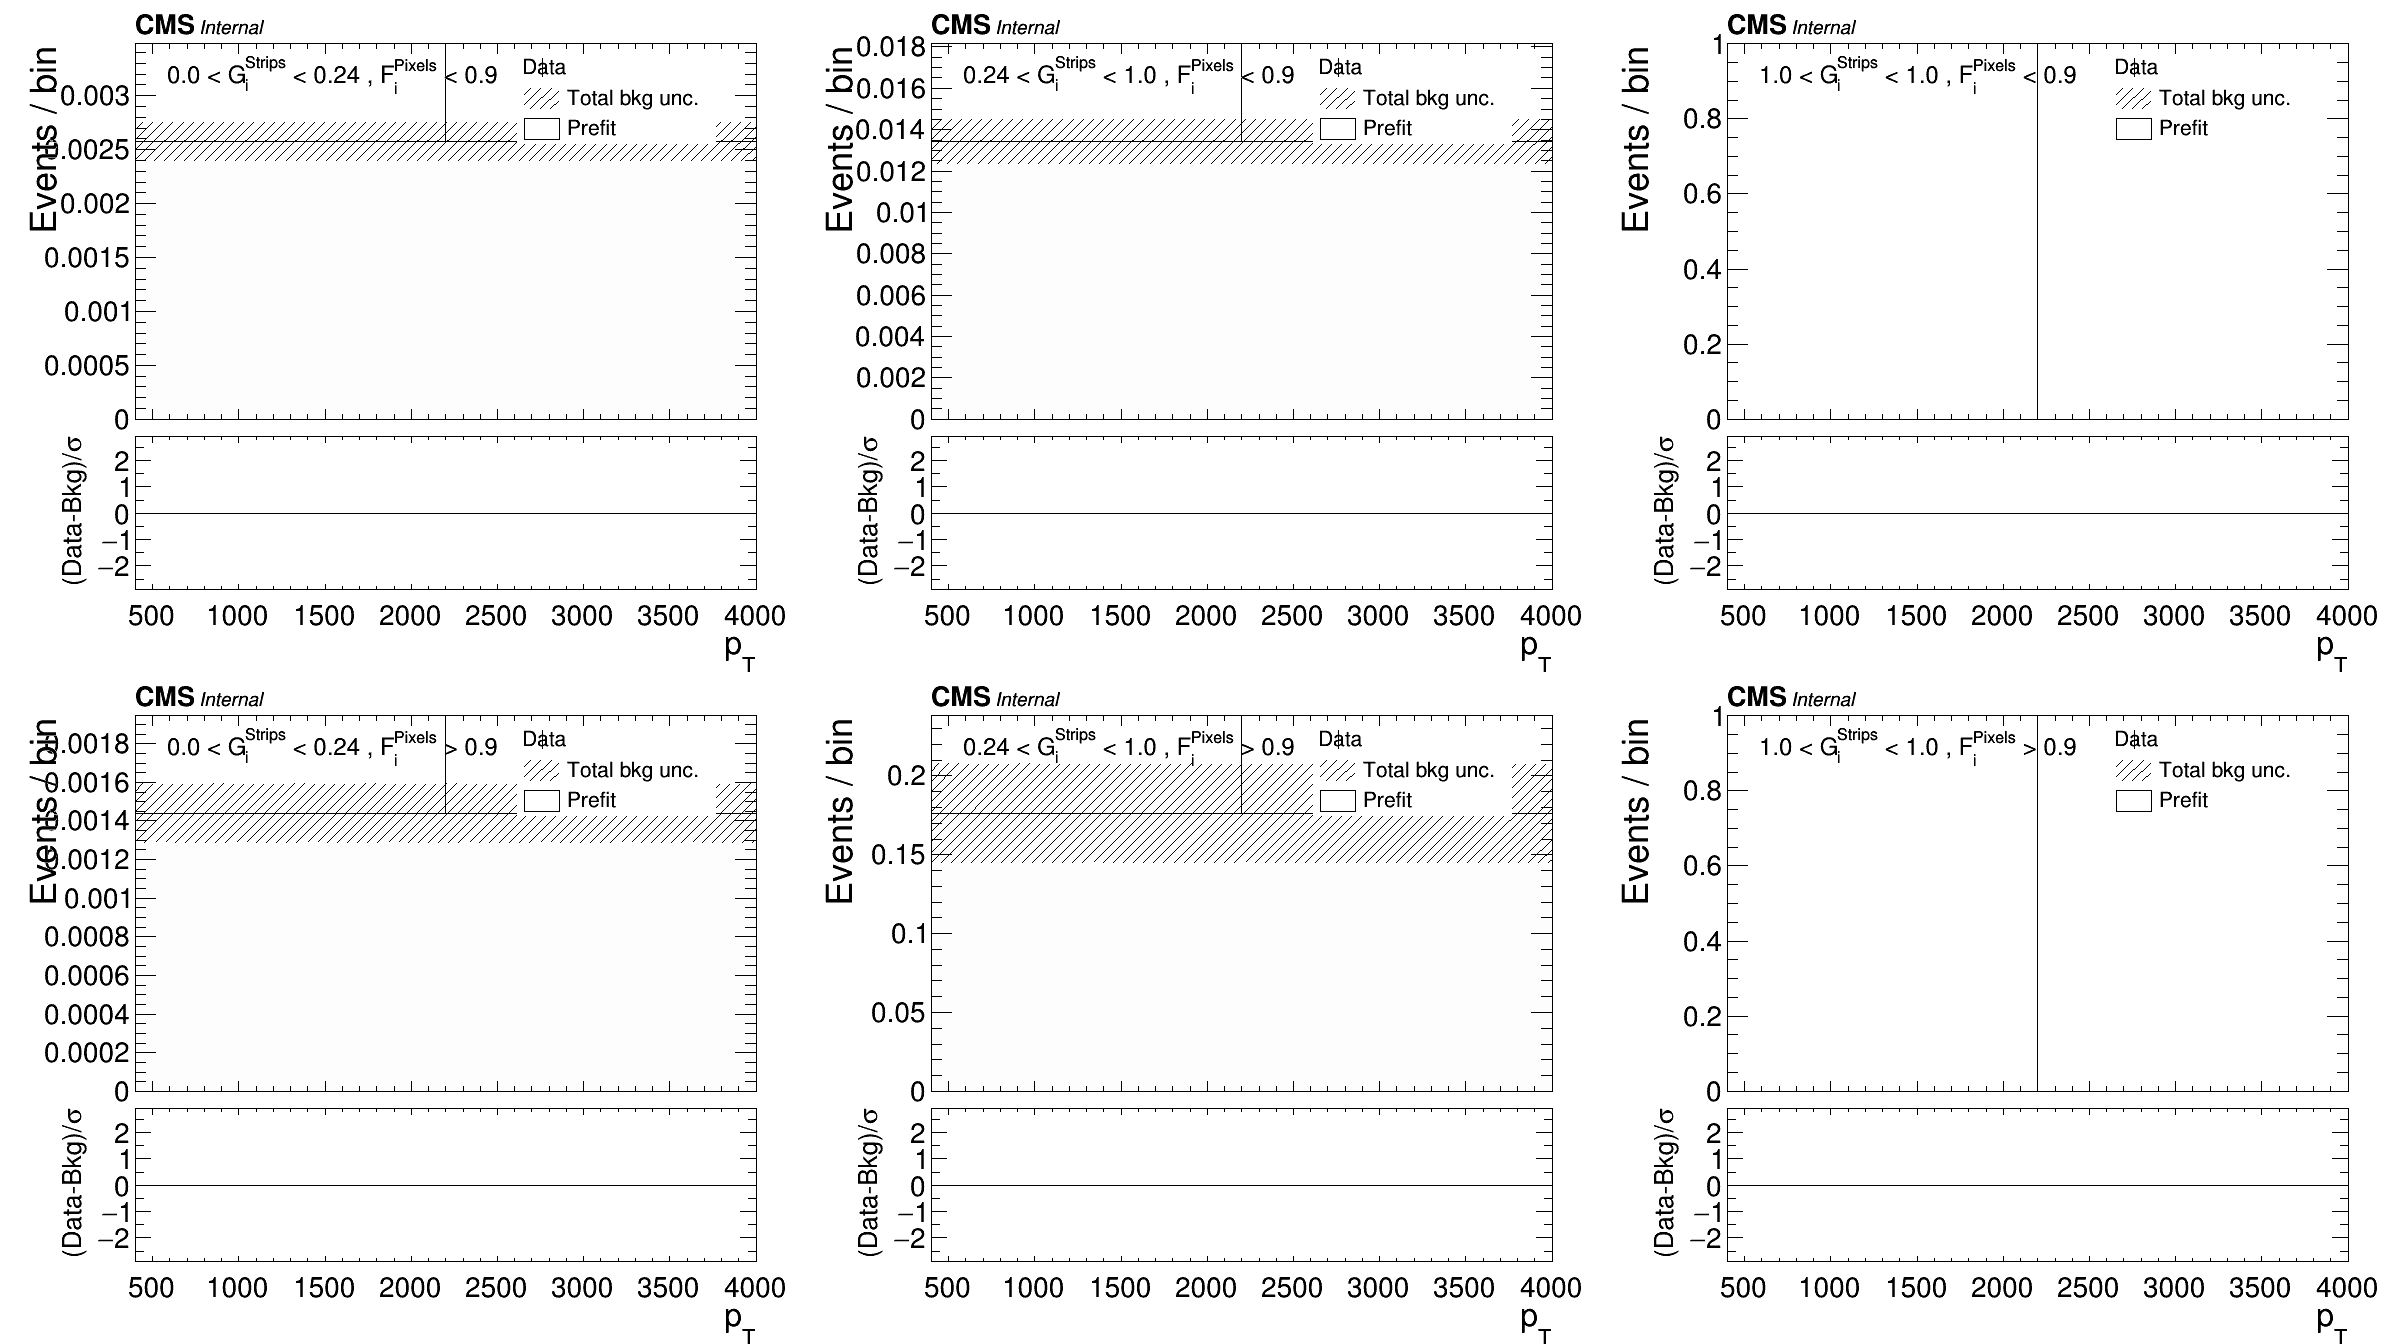 CMS Internal
0.0 < G_i^Strips < 0.24 , F_i^Pixels < 0.9
Data
Total bkg unc.
Prefit
Events / bin
0.003
0.0025
0.002
0.0015
0.001
0.0005
0
(Data-Bkg)/σ
2
1
0
−1
−2
500 1000 1500 2000 2500 3000 3500 4000
p_T
CMS Internal
0.24 < G_i^Strips < 1.0 , F_i^Pixels < 0.9
Data
Total bkg unc.
Prefit
Events / bin
0.018
0.016
0.014
0.012
0.01
0.008
0.006
0.004
0.002
0
(Data-Bkg)/σ
2
1
0
−1
−2
500 1000 1500 2000 2500 3000 3500 4000
p_T
CMS Internal
1.0 < G_i^Strips < 1.0 , F_i^Pixels < 0.9
Data
Total bkg unc.
Prefit
Events / bin
1
0.8
0.6
0.4
0.2
0
(Data-Bkg)/σ
2
1
0
−1
−2
500 1000 1500 2000 2500 3000 3500 4000
p_T
CMS Internal
0.0 < G_i^Strips < 0.24 , F_i^Pixels > 0.9
Data
Total bkg unc.
Prefit
Events / bin
0.0018
0.0016
0.0014
0.0012
0.001
0.0008
0.0006
0.0004
0.0002
0
(Data-Bkg)/σ
2
1
0
−1
−2
500 1000 1500 2000 2500 3000 3500 4000
p_T
CMS Internal
0.24 < G_i^Strips < 1.0 , F_i^Pixels > 0.9
Data
Total bkg unc.
Prefit
Events / bin
0.2
0.15
0.1
0.05
0
(Data-Bkg)/σ
2
1
0
−1
−2
500 1000 1500 2000 2500 3000 3500 4000
p_T
CMS Internal
1.0 < G_i^Strips < 1.0 , F_i^Pixels > 0.9
Data
Total bkg unc.
Prefit
Events / bin
1
0.8
0.6
0.4
0.2
0
(Data-Bkg)/σ
2
1
0
−1
−2
500 1000 1500 2000 2500 3000 3500 4000
p_T